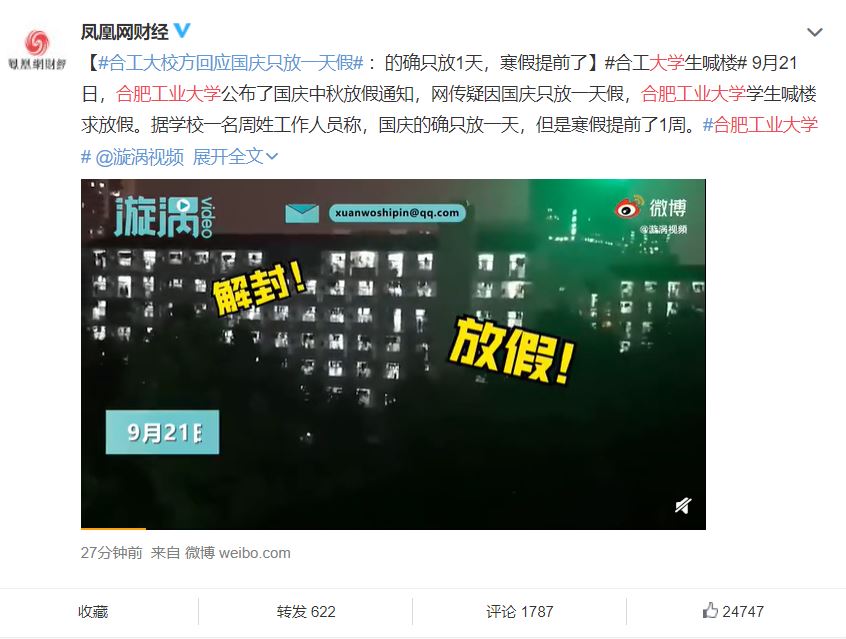 凤凰网财经
鳳凰網财經
【#合工大校方回应国庆只放一天假# ：的确只放1天，寒假提前了】#合工大学生喊楼# 9月21
日，合肥工业大学公布了国庆中秋放假通知，网传疑因国庆只放一天假，合肥工业大学学生喊楼
求放假。据学校一名周姓工作人员称，国庆的确只放一天，但是寒假提前了1周。#合肥工业大学
# @漩涡视频 展开全文
漩涡video
xuanwoshipin@qq.com
微博
@漩涡视频
解封！
放假！
9月21日
27分钟前 来自 微博 weibo.com
收藏
转发 622
评论 1787
24747